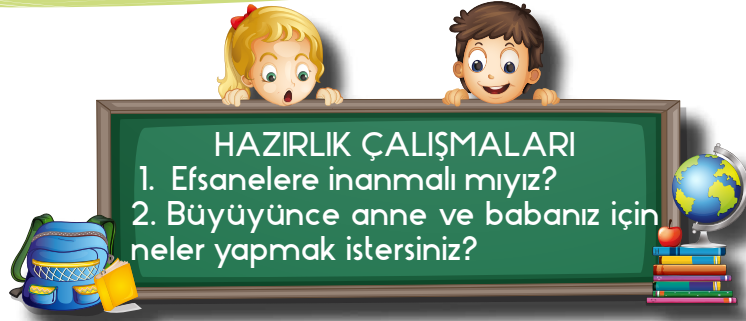 HAZIRLIK ÇALIŞMALARI
1. Efsanelere inanmalı mıyız?
2. Büyüyünce anne ve babanız için
neler yapmak istersiniz?